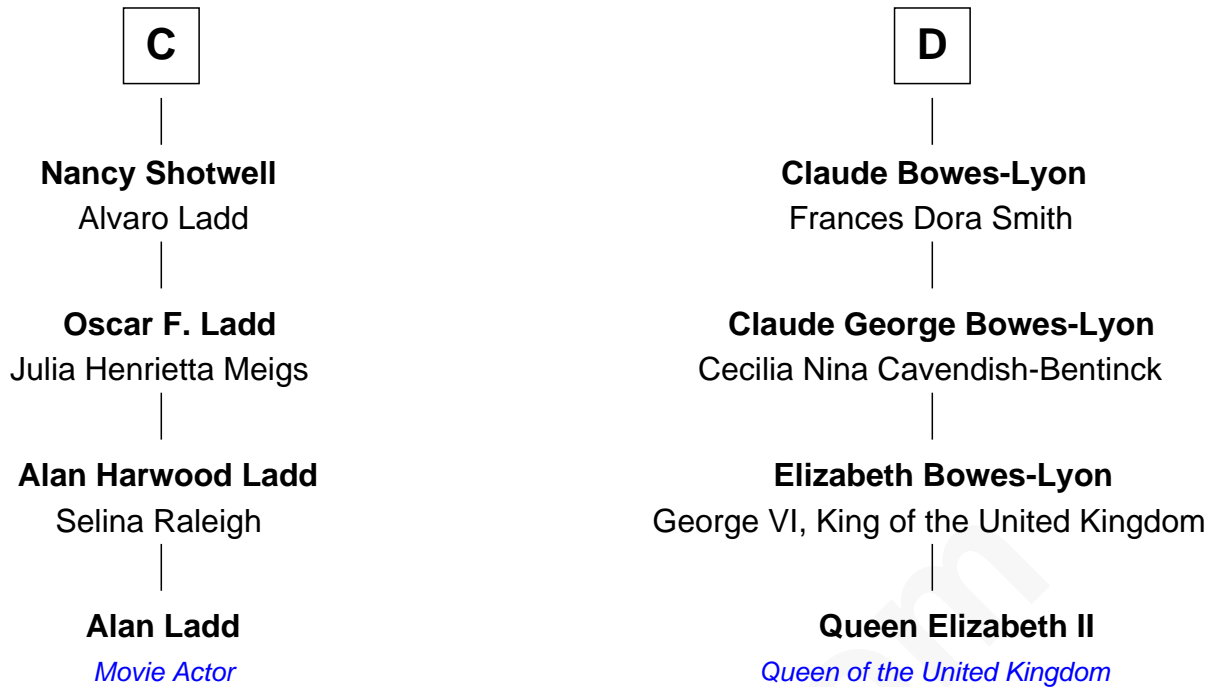 C
Nancy Shotwell
Alvaro Ladd
Oscar F. Ladd
Julia Henrietta Meigs
Alan Harwood Ladd
Selina Raleigh
Alan Ladd
Movie Actor
D
Claude Bowes-Lyon
Frances Dora Smith
Claude George Bowes-Lyon
Cecilia Nina Cavendish-Bentinck
Elizabeth Bowes-Lyon
George VI, King of the United Kingdom
Queen Elizabeth II
Queen of the United Kingdom